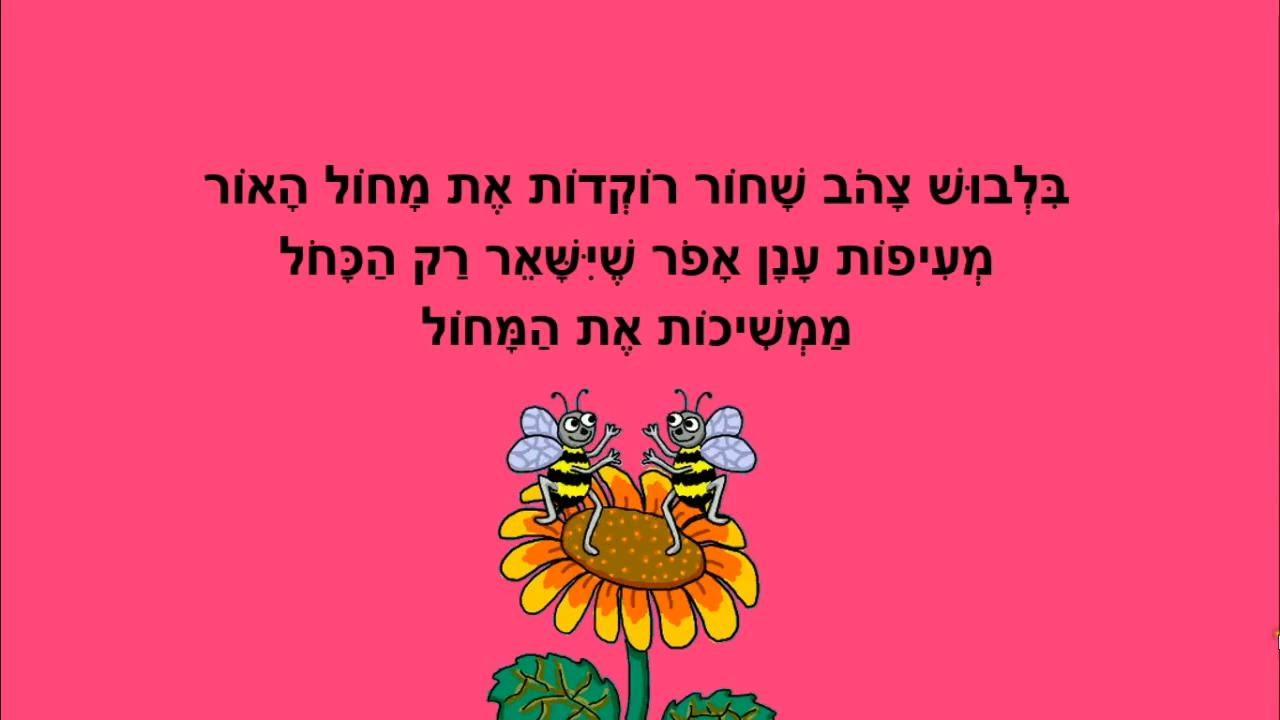 בִּלְבוּשׁ צָהֹב שָׁחוֹר רוֹקְדוֹת אֶת מָחוֹל הָאוֹר
מְעִיפוֹת עָנָן אָפֹר שֶׁיִּשָּׁאֵר רַק הַכָּחֹל
מַמְשִׁיכוֹת אֶת הַמָּחוֹל